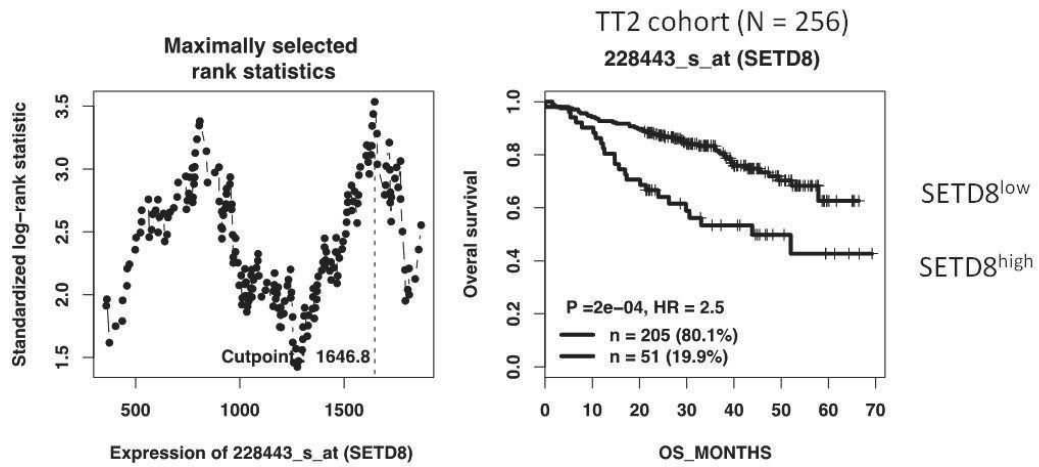 TT2 cohort (N = 256)
Maximally selected
rank statistics
228443_s_at (SETD8)
Standardized log-rank statistic
3.5
3.0
2.5
2.0
1.5
Cutpoint : 1646.8
500
1000
1500
Expression of 228443_s_at (SETD8)
Overal survival
1.0
0.8
0.6
0.4
0.2
0.0
P =2e-04, HR = 2.5
n = 205 (80.1%)
n = 51 (19.9%)
0 10 20 30 40 50 60 70
OS_MONTHS
SETD8low
SETD8high